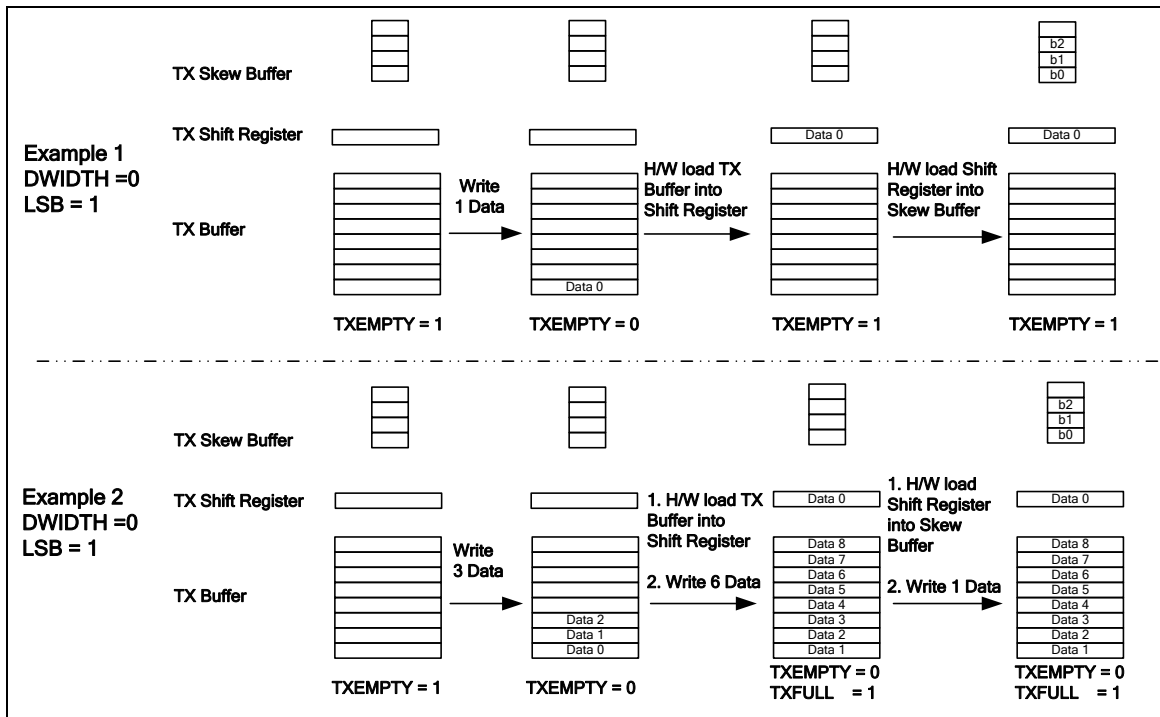 TX Skew Buffer
b2
b1
b0
TX Shift Register
Data 0
Data 0
Example 1
DWIDTH =0
LSB = 1
Write
1 Data
H/W load TX
Buffer into
Shift Register
H/W load Shift
Register into
Skew Buffer
TX Buffer
Data 0
TXEMPTY = 1
TXEMPTY = 0
TXEMPTY = 1
TXEMPTY = 1
TX Skew Buffer
b2
b1
b0
Example 2
DWIDTH =0
LSB = 1
TX Shift Register
Data 0
Data 0
1. H/W load TX
Buffer into
Shift Register
1. H/W load
Shift Register
into Skew
Buffer
Write
3 Data
2. Write 6 Data
2. Write 1 Data
TX Buffer
Data 2
Data 1
Data 0
Data 8
Data 7
Data 6
Data 5
Data 4
Data 3
Data 2
Data 1
Data 8
Data 7
Data 6
Data 5
Data 4
Data 3
Data 2
Data 1
TXEMPTY = 1
TXEMPTY = 0
TXEMPTY = 0
TXFULL = 1
TXEMPTY = 0
TXFULL = 1